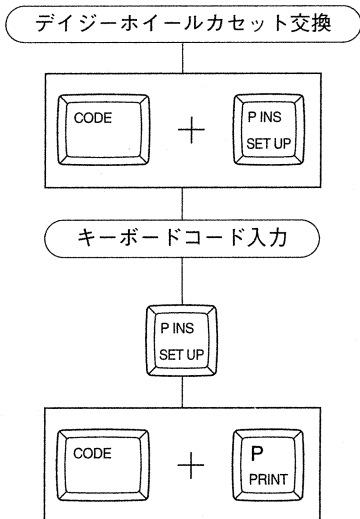 デイジーホイールカセット交換
CODE + P INS
SET UP
キーボードコード入力
P INS
SET UP
CODE + P
PRINT